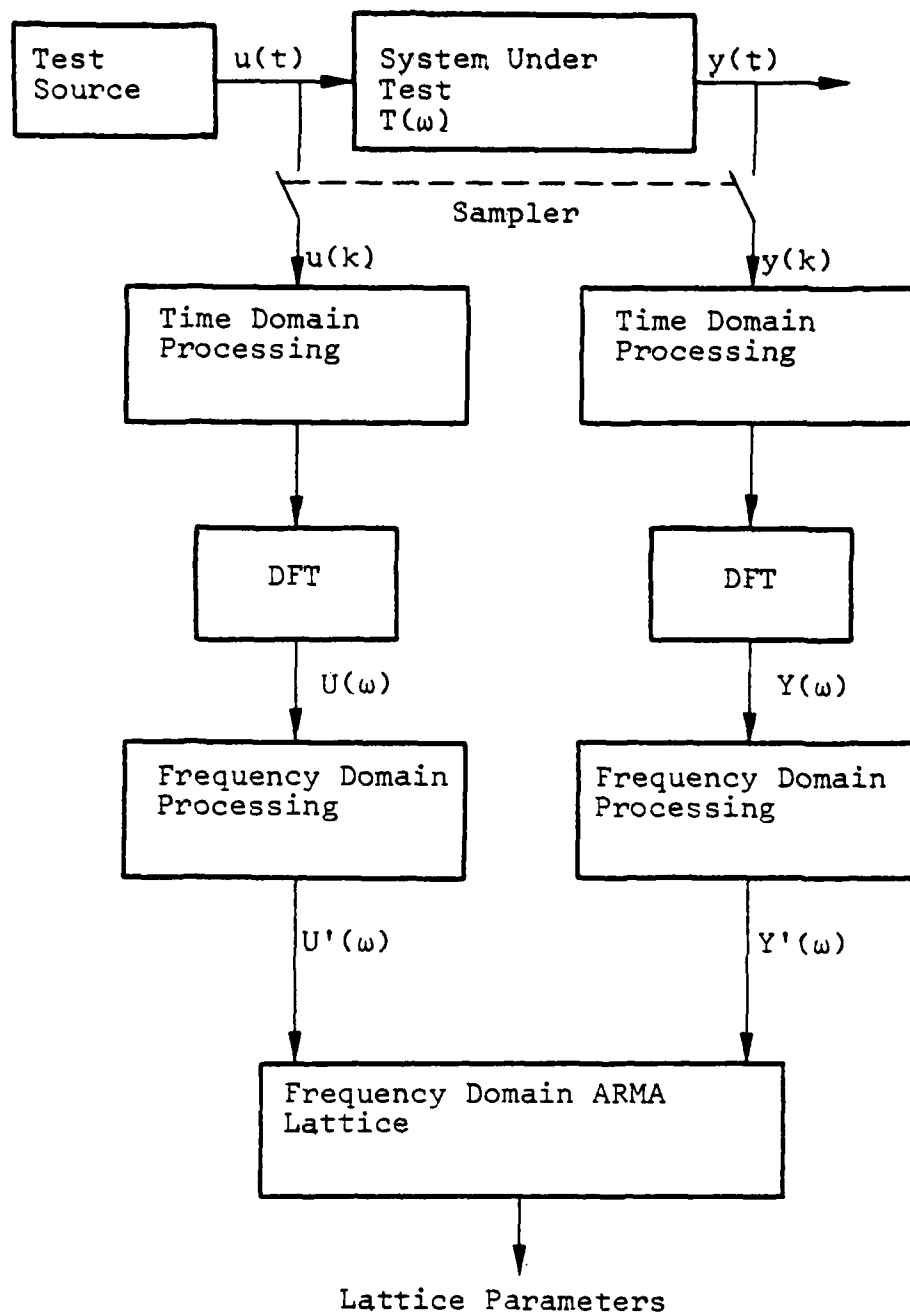 Test
Source
u(t)
System Under
Test
T(ω)
y(t)
Sampler
u(k)
y(k)
Time Domain
Processing
Time Domain
Processing
DFT
DFT
U(ω)
Y(ω)
Frequency Domain
Processing
Frequency Domain
Processing
U'(ω)
Y'(ω)
Frequency Domain ARMA
Lattice
Lattice Parameters